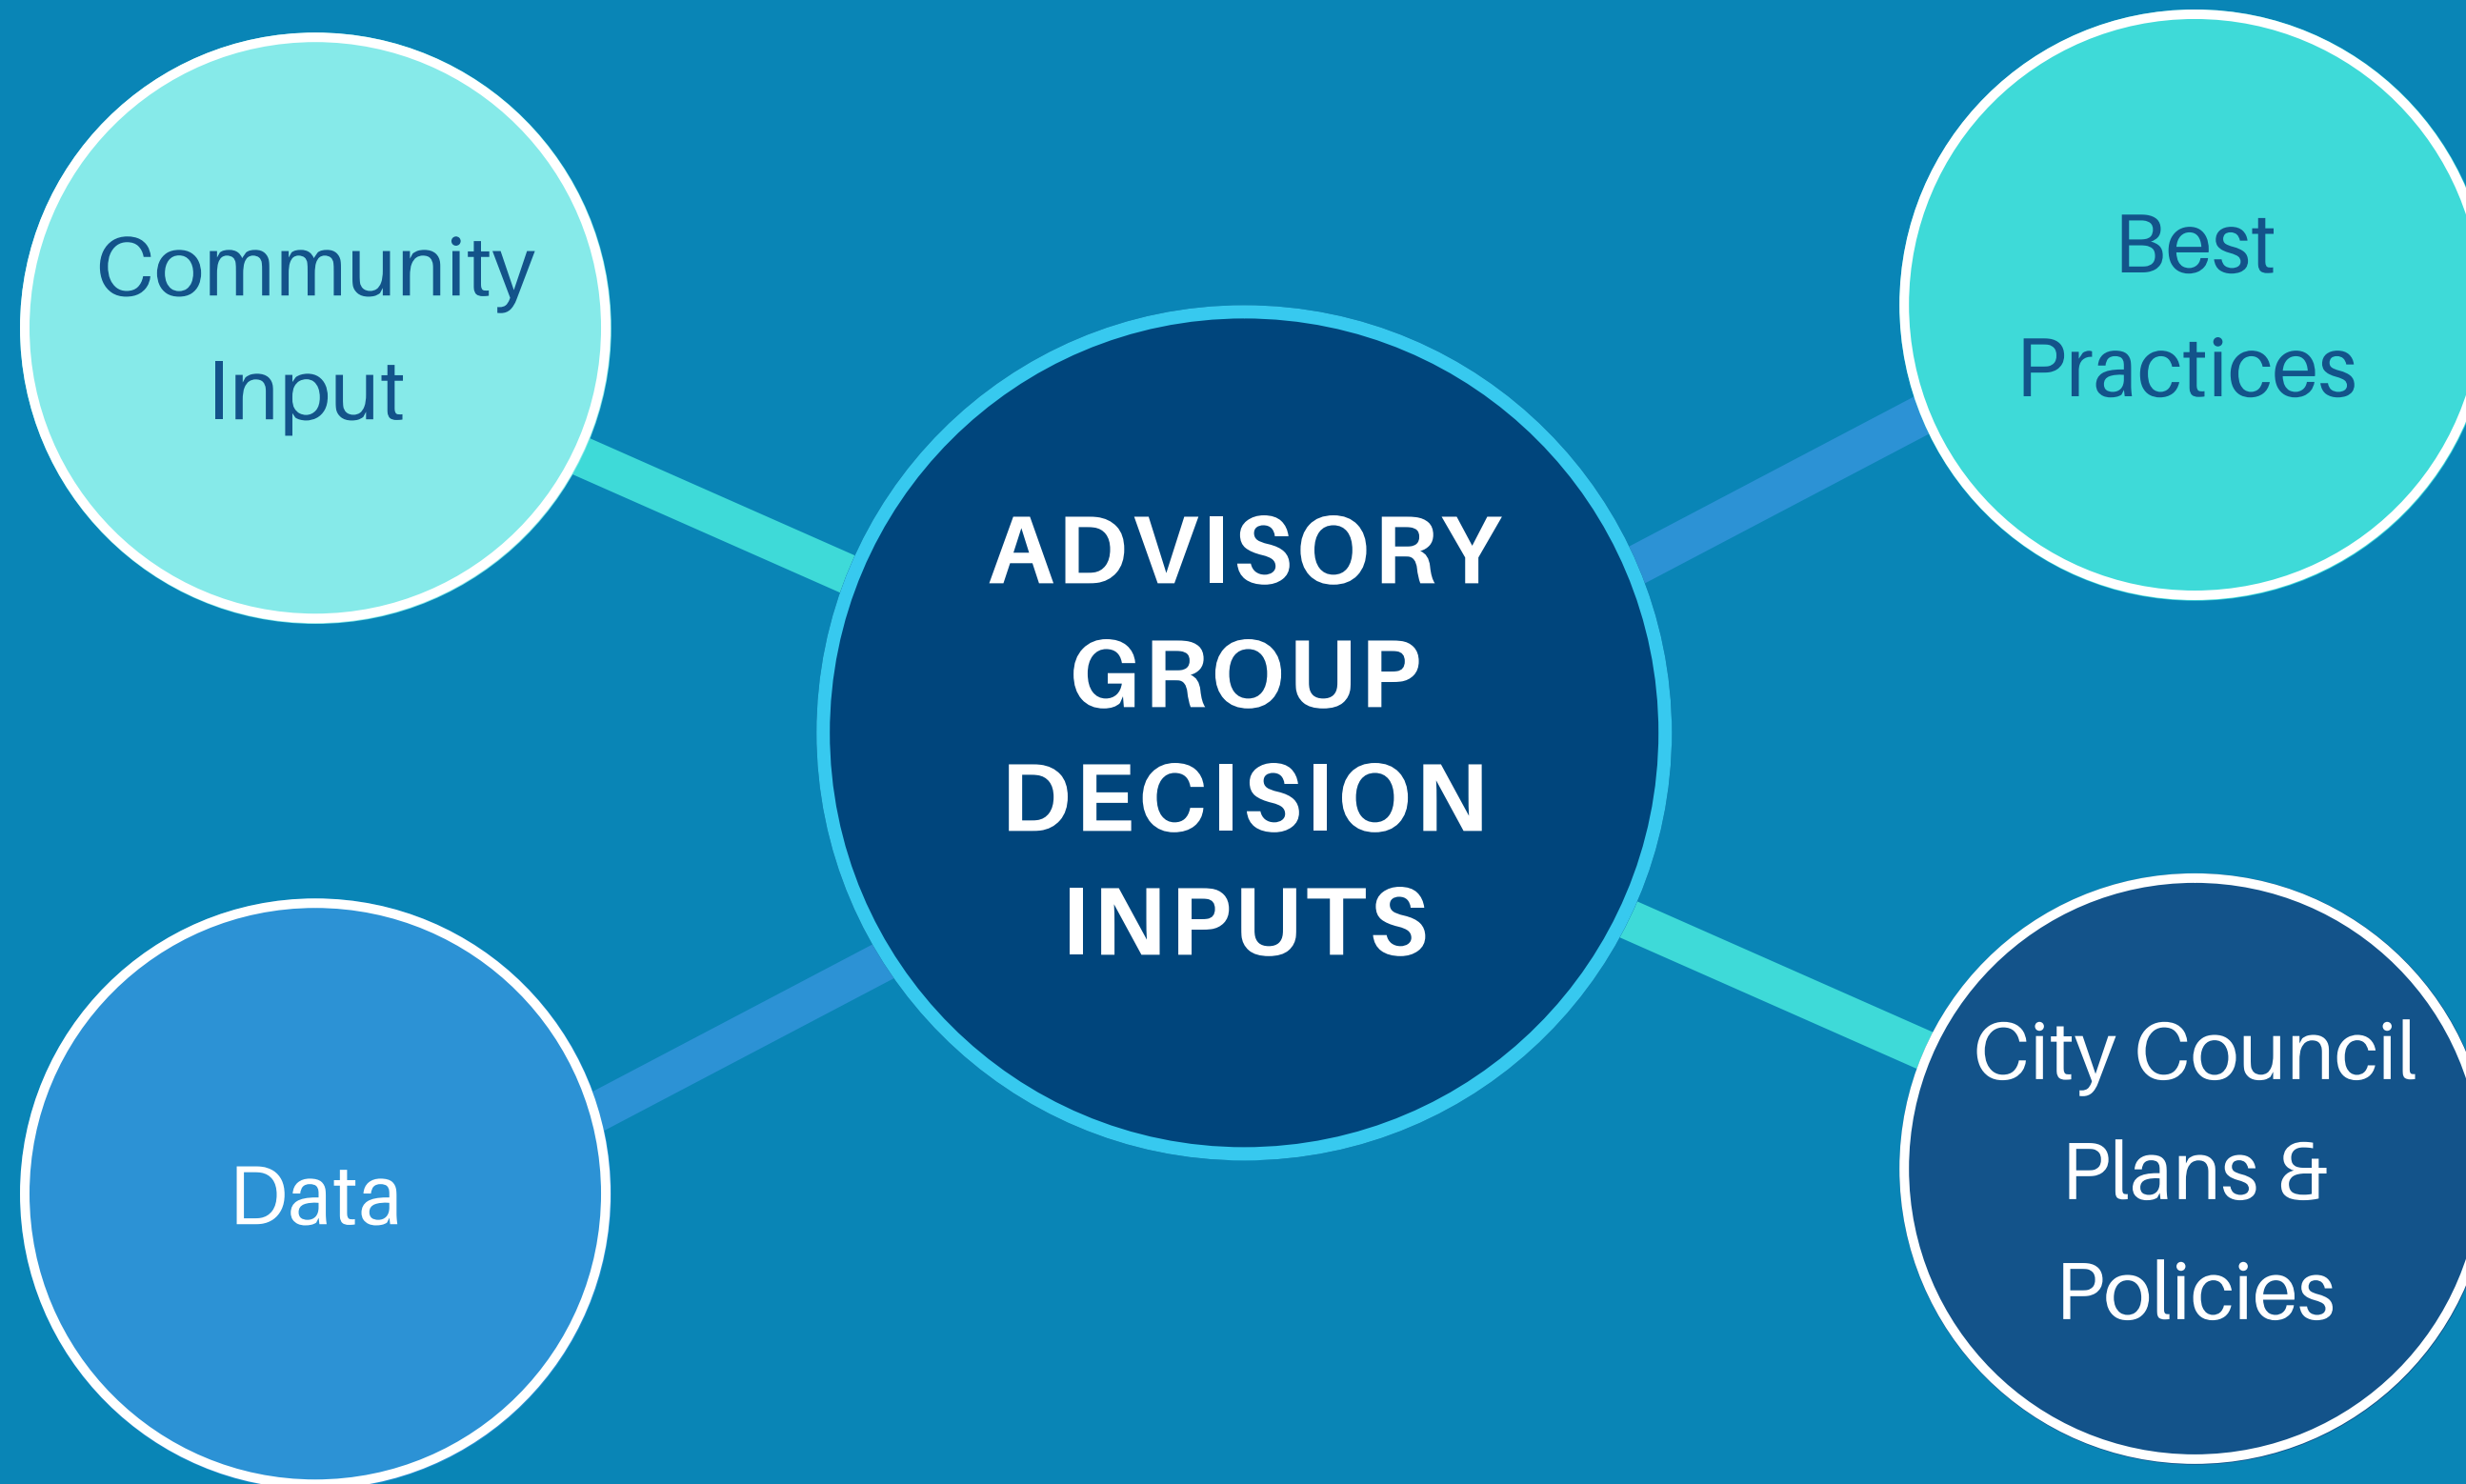 Community
Input
Best
Practices
ADVISORY
GROUP
DECISION
INPUTS
Data
City Council
Plans &
Policies